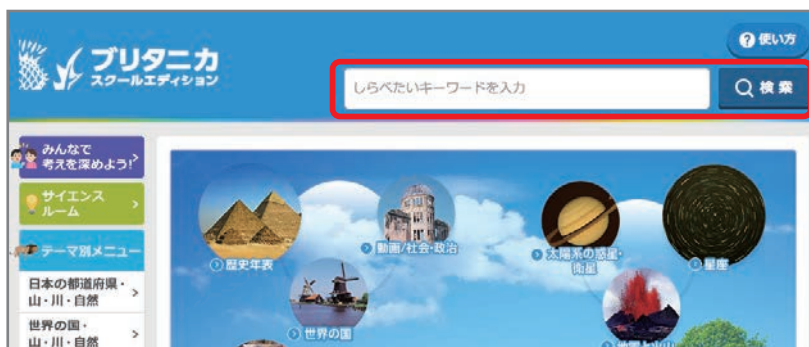 ? 使い方
ブリタニカ
スクールエディション
しらべたいキーワードを入力
検索
みんなで
考えを深めよう!
サイエンス
ルーム
テーマ別メニュー
日本の都道府県・
山・川・自然
世界の国・
山・川・自然
歴史年表
動画/社会・政治
太陽系の惑星・
衛星
星座
世界の国